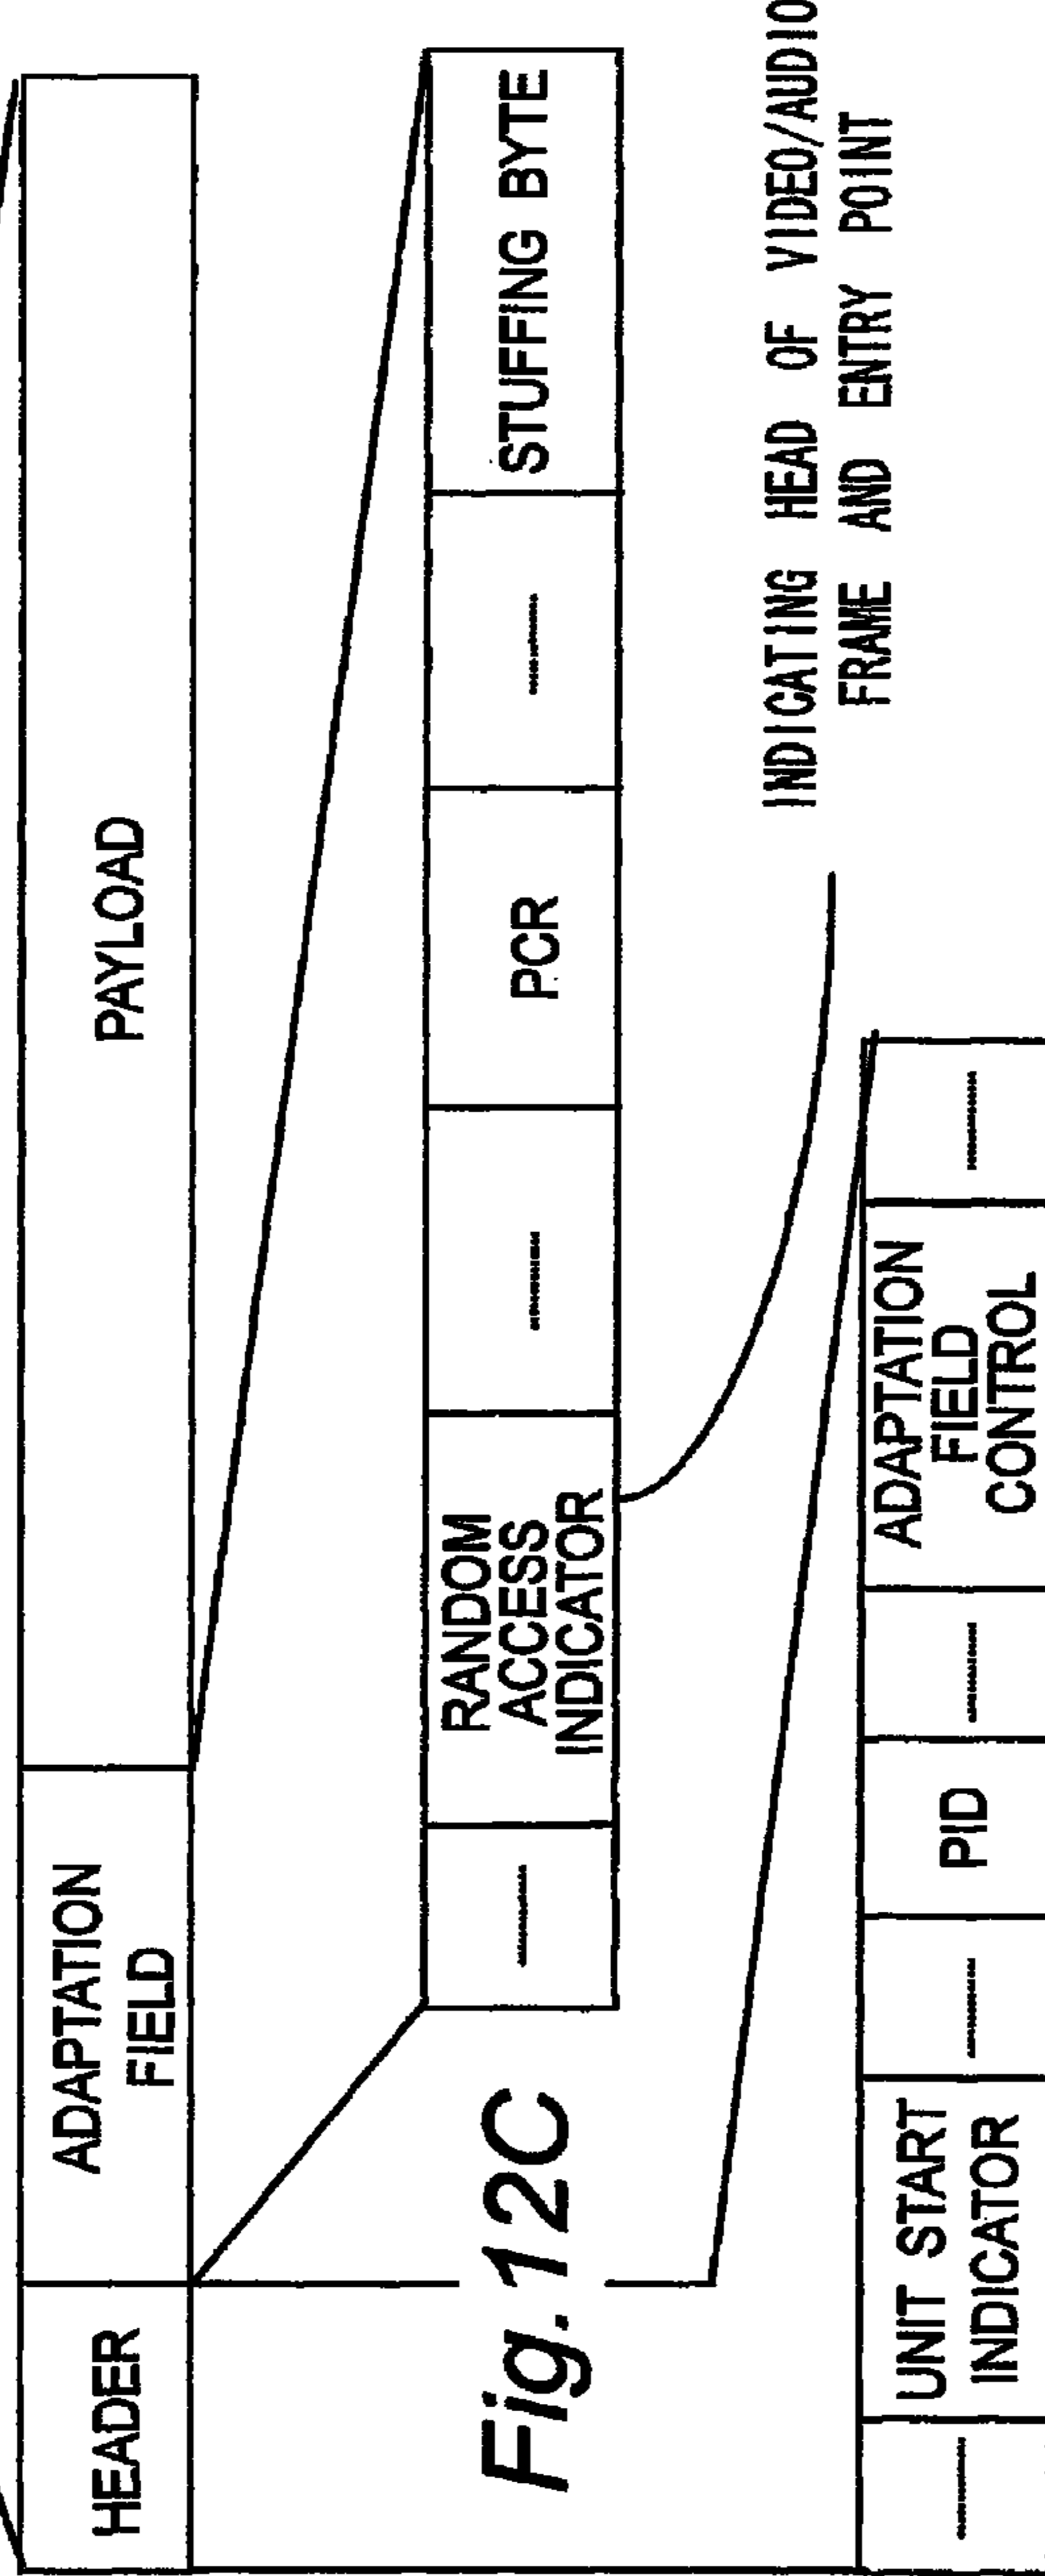 HEADER
ADAPTATION
FIELD
PAYLOAD
RANDOM
ACCESS
INDICATOR
PCR
STUFFING BYTE
Fig. 12C
INDICATING HEAD OF VIDEO/AUDIO
FRAME AND ENTRY POINT
UNIT START
INDICATOR
PID
ADAPTATION
FIELD
CONTROL